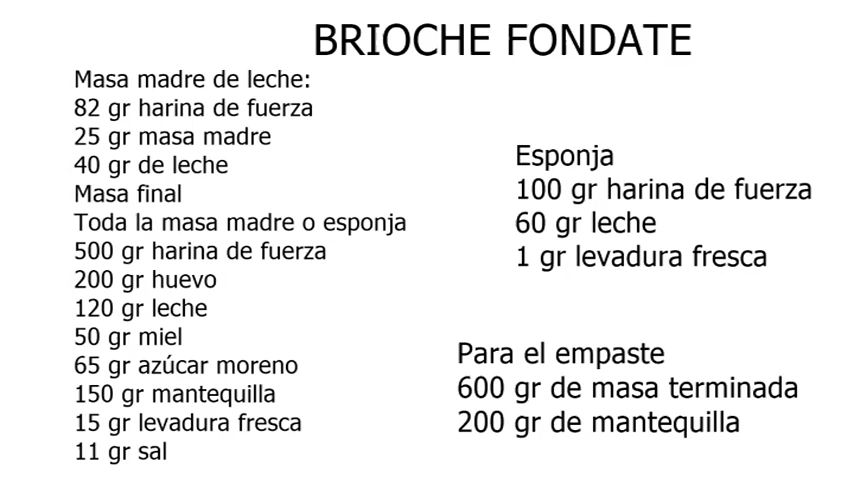 BRIOCHE FONDATE
Masa madre de leche:
82 gr harina de fuerza
25 gr masa madre
40 gr de leche
Masa final
Toda la masa madre o esponja
500 gr harina de fuerza
200 gr huevo
120 gr leche
50 gr miel
65 gr azúcar moreno
150 gr mantequilla
15 gr levadura fresca
11 gr sal
Esponja
100 gr harina de fuerza
60 gr leche
1 gr levadura fresca
Para el empaste
600 gr de masa terminada
200 gr de mantequilla